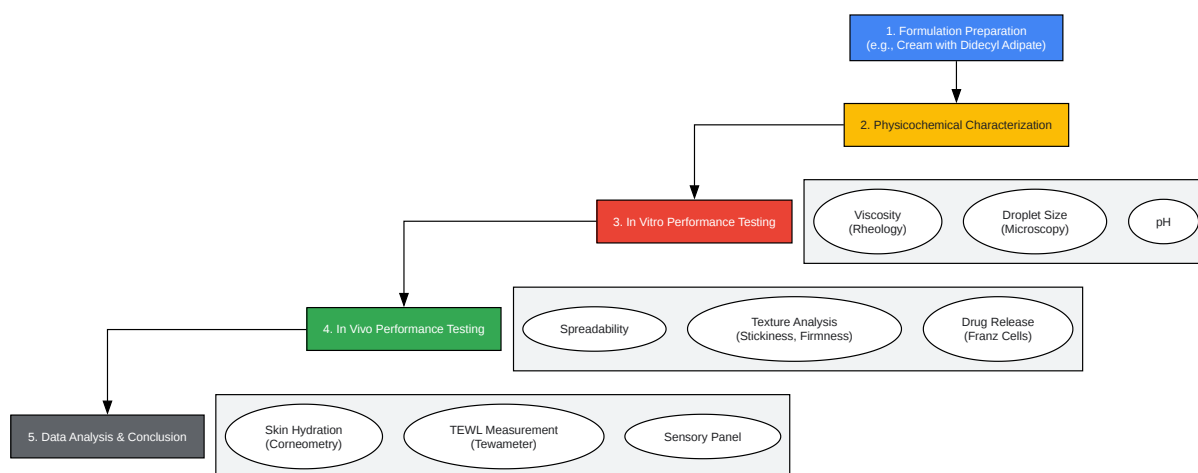 1. Formulation Preparation
(e.g., Cream with Didecyl Adipate)
2. Physicochemical Characterization
3. In Vitro Performance Testing
Viscosity
(Rheology)
Droplet Size
(Microscopy)
pH
4. In Vivo Performance Testing
Spreadability
Texture Analysis
(Stickiness, Firmness)
Drug Release
(Franz Cells)
5. Data Analysis & Conclusion
Skin Hydration
(Corneometry)
TEWL Measurement
(Tewameter)
Sensory Panel